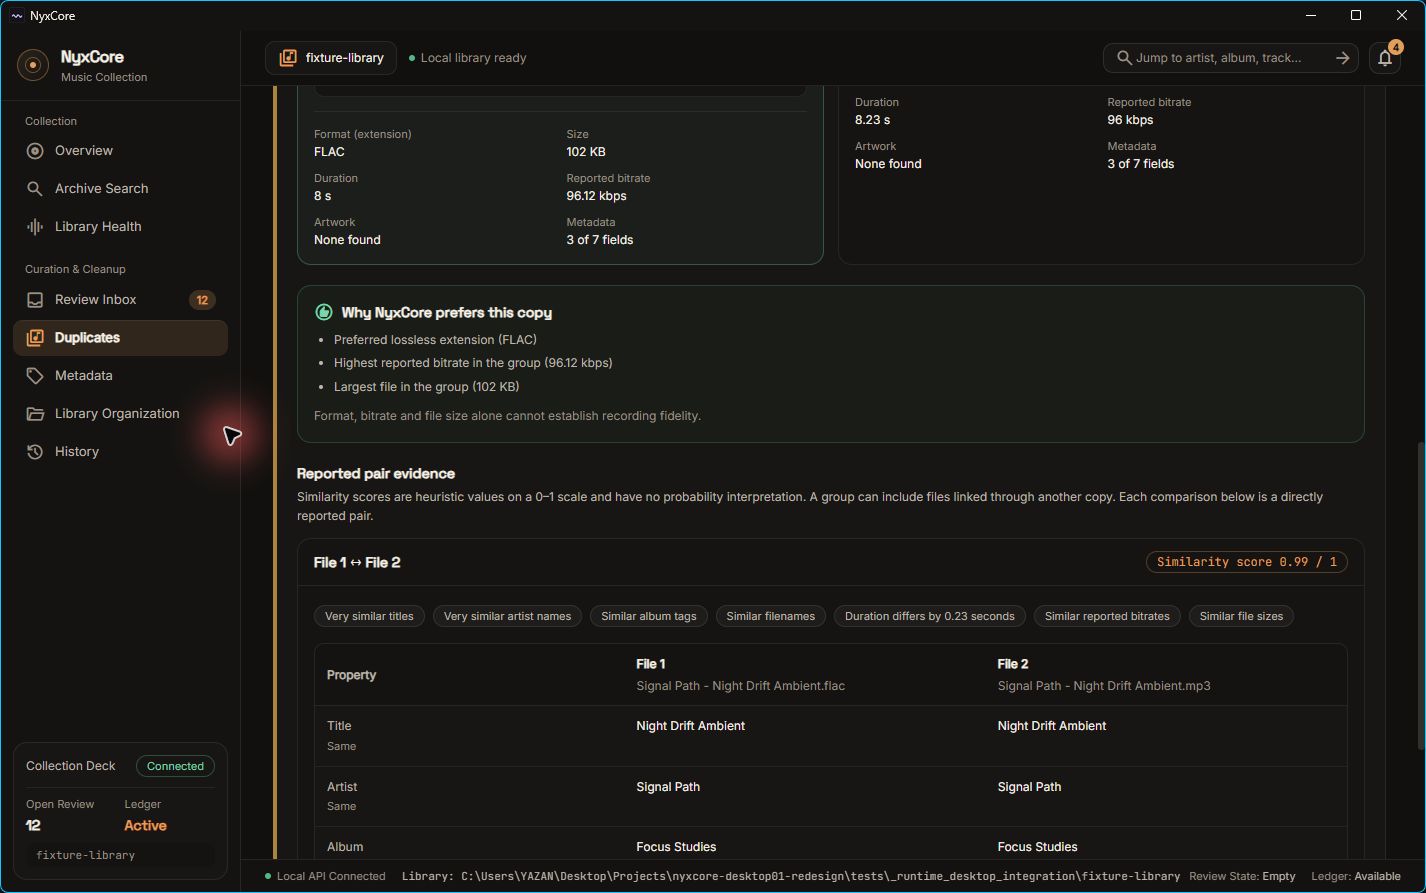 NyxCore
NyxCore
Music Collection
fixture-library
Local library ready
Jump to artist, album, track...
4
Collection
Overview
Archive Search
Library Health
Curation & Cleanup
Review Inbox
12
Duplicates
Metadata
Library Organization
History
Collection Deck
Connected
Open Review
Ledger
12
Active
fixture-library
Format (extension)
Size
FLAC
102 KB
Duration
Reported bitrate
8 s
96.12 kbps
Artwork
Metadata
None found
3 of 7 fields
Duration
Reported bitrate
8.23 s
96 kbps
Artwork
Metadata
None found
3 of 7 fields
Why NyxCore prefers this copy
• Preferred lossless extension (FLAC)
• Highest reported bitrate in the group (96.12 kbps)
• Largest file in the group (102 KB)
Format, bitrate and file size alone cannot establish recording fidelity.
Reported pair evidence
Similarity scores are heuristic values on a 0–1 scale and have no probability interpretation. A group can include files linked through another copy. Each comparison below is a directly
reported pair.
File 1 ↔ File 2
Similarity score 0.99 / 1
Very similar titles
Very similar artist names
Similar album tags
Similar filenames
Duration differs by 0.23 seconds
Similar reported bitrates
Similar file sizes
Property
File 1
File 2
Signal Path - Night Drift Ambient.flac
Signal Path - Night Drift Ambient.mp3
Title
Night Drift Ambient
Night Drift Ambient
Same
Artist
Signal Path
Signal Path
Same
Album
Focus Studies
Focus Studies
Local API Connected
Library: C:\Users\YAZAN\Desktop\Projects\nyxcore-desktop01-redesign\tests\_runtime_desktop_integration\fixture-library
Review State: Empty
Ledger: Available